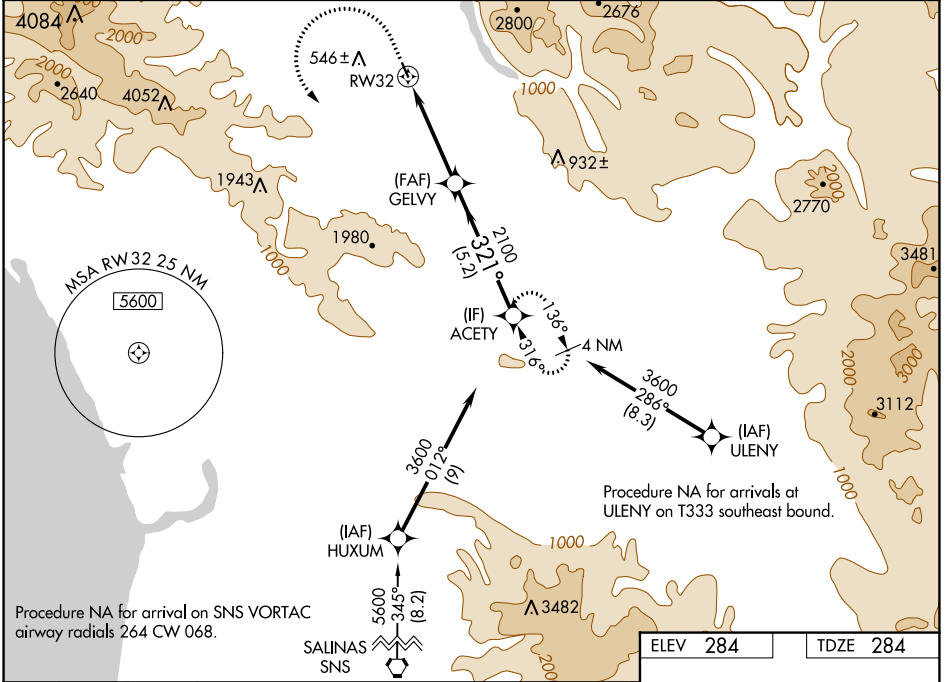 4084
2000
2000
2640
4052
546±
RW32
2800
2676
1000
932±
2000
2770
3481
1943
1980
1000
(FAF)
GELVY
2100
321°
(5.2)
MSA RW32 25 NM
5600
(IF)
ACETY
136°
316°
4 NM
3600
286°
(8.3)
(IAF)
ULENY
2000
3000
3112
1000
3600
012°
(9)
(IAF)
HUXUM
Procedure NA for arrivals at
ULENY on T333 southeast bound.
1000
3482
5600
345°
(8.2)
Procedure NA for arrival on SNS VORTAC
airway radials 264 CW 068.
SALINAS
SNS
ELEV 284
TDZE 284